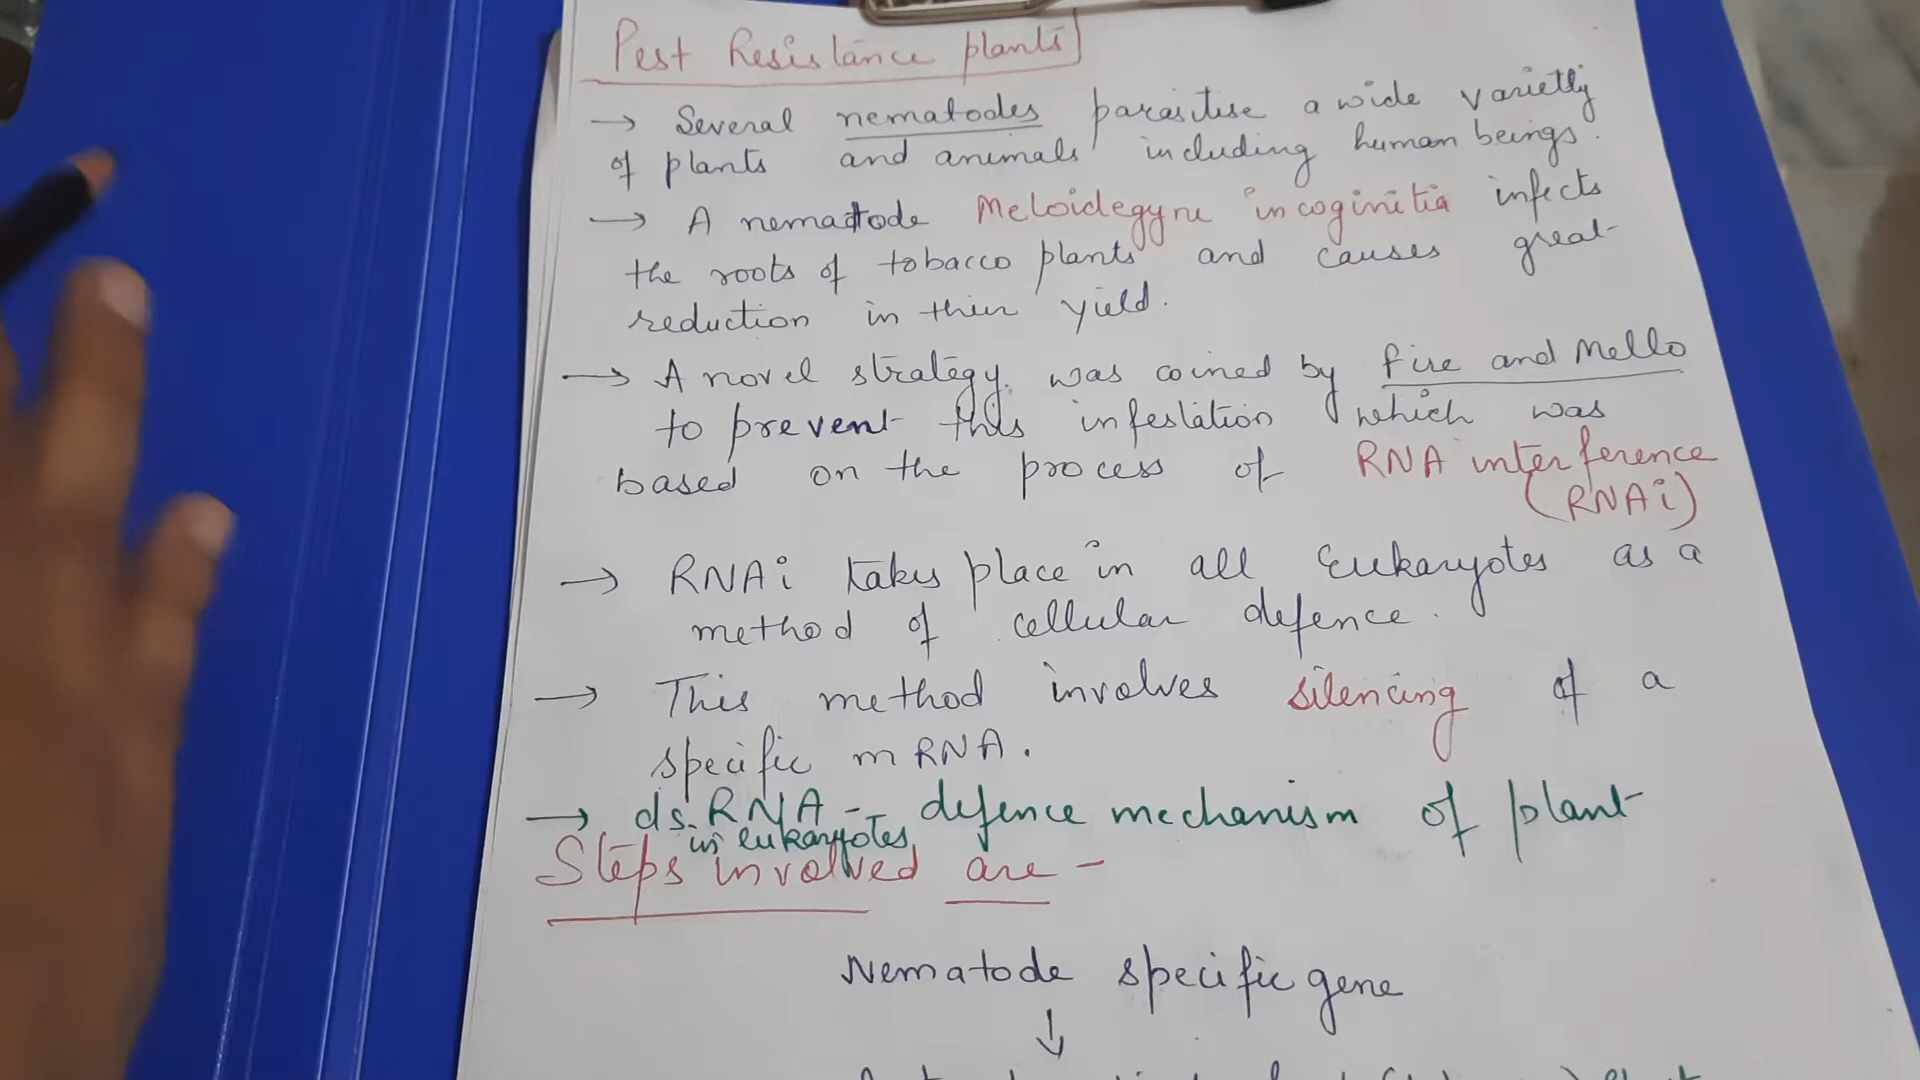 Pest Resistance plants
→ Several nematodes parasitise a wide varietly
of plants and animals including human beings.
→ A nematode Meloidegyne incoginitia infects
the roots of tobacco plants and causes great
reduction in their yield.
→ A novel strategy was coined by fire and Mello
to prevent this infestation which was
based on the process of RNA interference
(RNAi)
→ RNAi takes place in all Eukaryotes as a
method of cellular defence.
→ This method involves silencing of a
specific mRNA.
→ ds.RNA - defence mechanism of plant
in eukaryotes
Steps involved are -
Nematode specific gene
↓